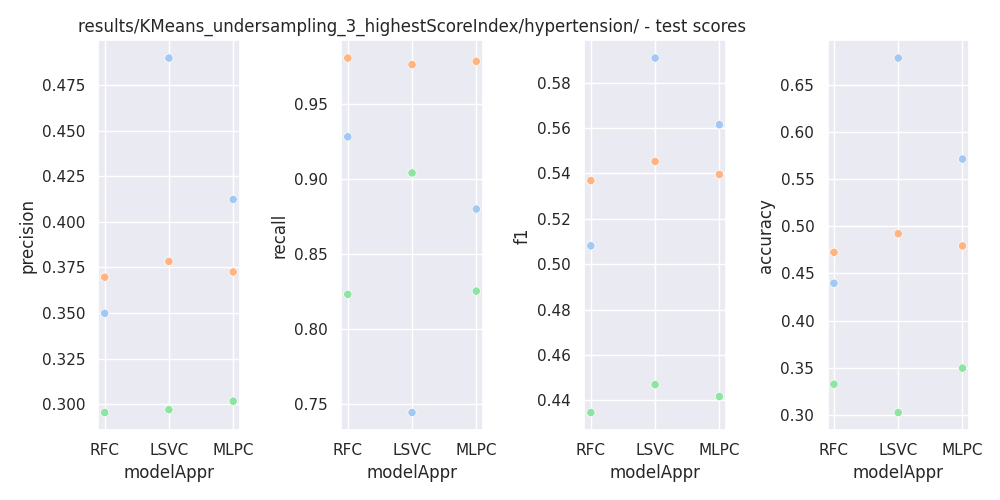 results/KMeans_undersampling_3_highestScoreIndex/hypertension/ - test scores
precision
0.475
0.450
0.425
0.400
0.375
0.350
0.325
0.300
RFC LSVC MLPC
modelAppr
recall
0.95
0.90
0.85
0.80
0.75
RFC LSVC MLPC
modelAppr
f1
0.58
0.56
0.54
0.52
0.50
0.48
0.46
0.44
RFC LSVC MLPC
modelAppr
accuracy
0.65
0.60
0.55
0.50
0.45
0.40
0.35
0.30
RFC LSVC MLPC
modelAppr